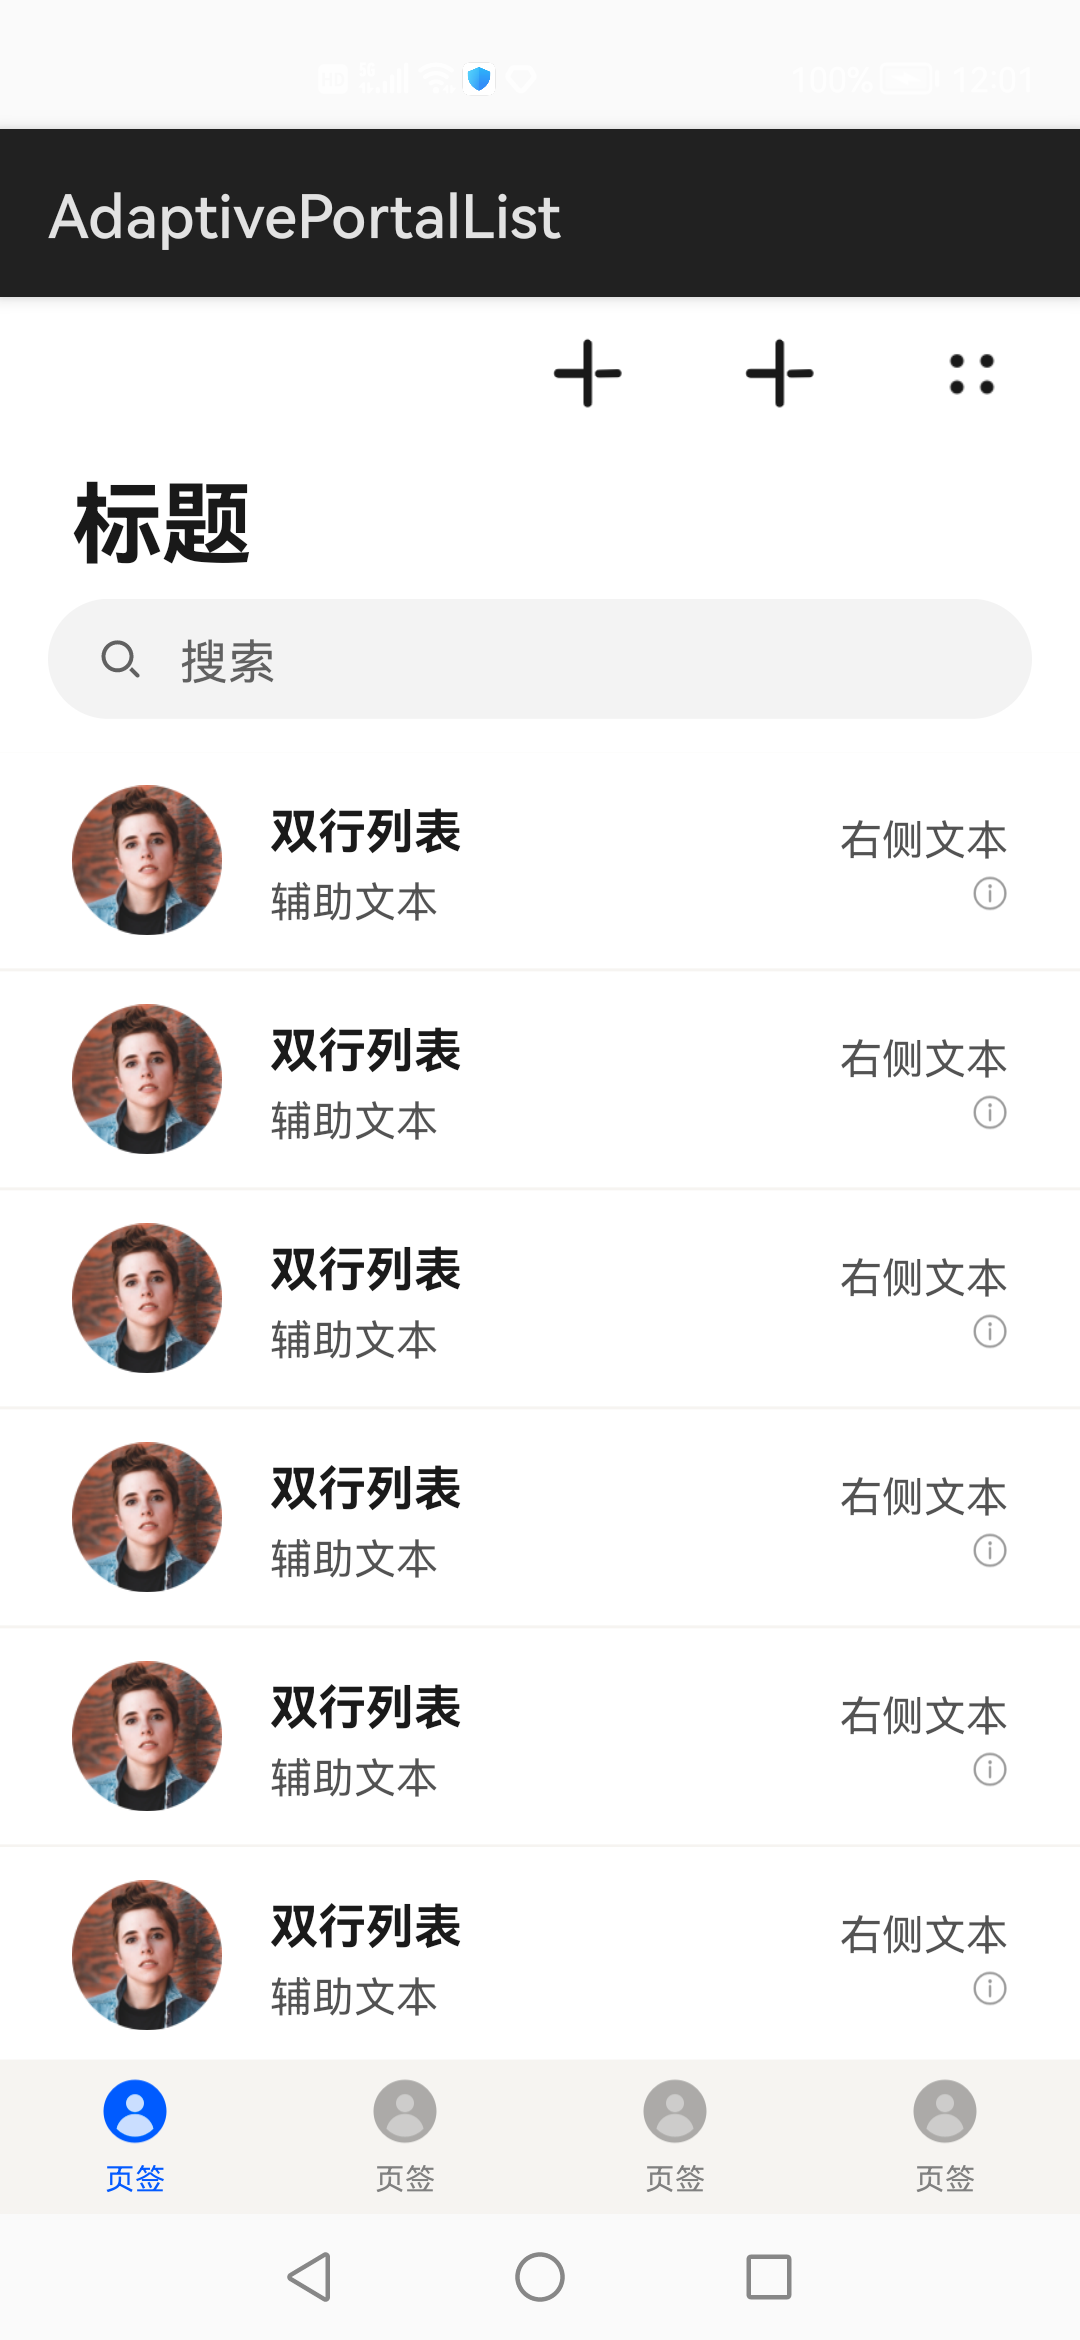 100% 12:01
AdaptivePortalList
标题
搜索
双行列表
右侧文本
辅助文本
双行列表
右侧文本
辅助文本
双行列表
右侧文本
辅助文本
双行列表
右侧文本
辅助文本
双行列表
右侧文本
辅助文本
双行列表
右侧文本
辅助文本
页签 页签 页签 页签